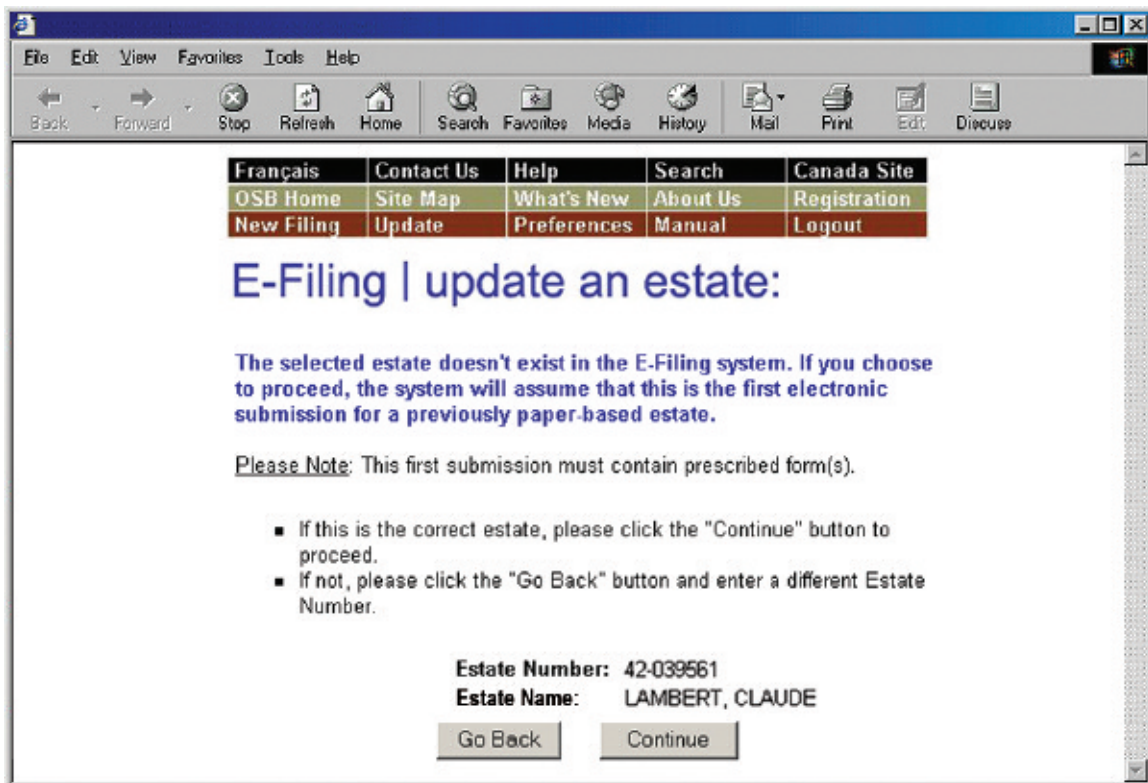 File Edit View Favorites Tools Help
Back Forward Stop Refresh Home Search Favorites Media History Mail Print Edit Discuss
Français Contact Us Help Search Canada Site
OSB Home Site Map What's New About Us Registration
New Filing Update Preferences Manual Logout
E-Filing | update an estate:
The selected estate doesn't exist in the E-Filing system. If you choose
to proceed, the system will assume that this is the first electronic
submission for a previously paper-based estate.
Please Note: This first submission must contain prescribed form(s).
▪ If this is the correct estate, please click the "Continue" button to
proceed.
▪ If not, please click the "Go Back" button and enter a different Estate
Number.
Estate Number: 42-039561
Estate Name: LAMBERT, CLAUDE
Go Back Continue